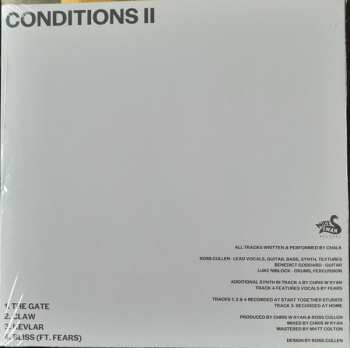 CONDITIONS II
ALL TRACKS WRITTEN & PERFORMED BY CHALK
ROSS CULLEN - LEAD VOCALS, GUITAR, BASS, SYNTH, TEXTURES
BENEDICT GODDARD - GUITAR
LUKE NIBLOCK - DRUMS, PERCUSSION
ADDITIONAL SYNTH IN TRACK 4 BY CHRIS W RYAN
TRACK 4 FEATURES VOCALS BY FEARS
TRACKS 1, 2 & 4 RECORDED AT START TOGETHER STUDIOS
TRACK 3 RECORDED AT HOME
PRODUCED BY CHRIS W RYAN & ROSS CULLEN
MIXED BY CHRIS W RYAN
MASTERED BY MATT COLTON
DESIGN BY ROSS CULLEN
1. THE GATE
2. CLAW
3. KEVLAR
4. BLISS (FT. FEARS)